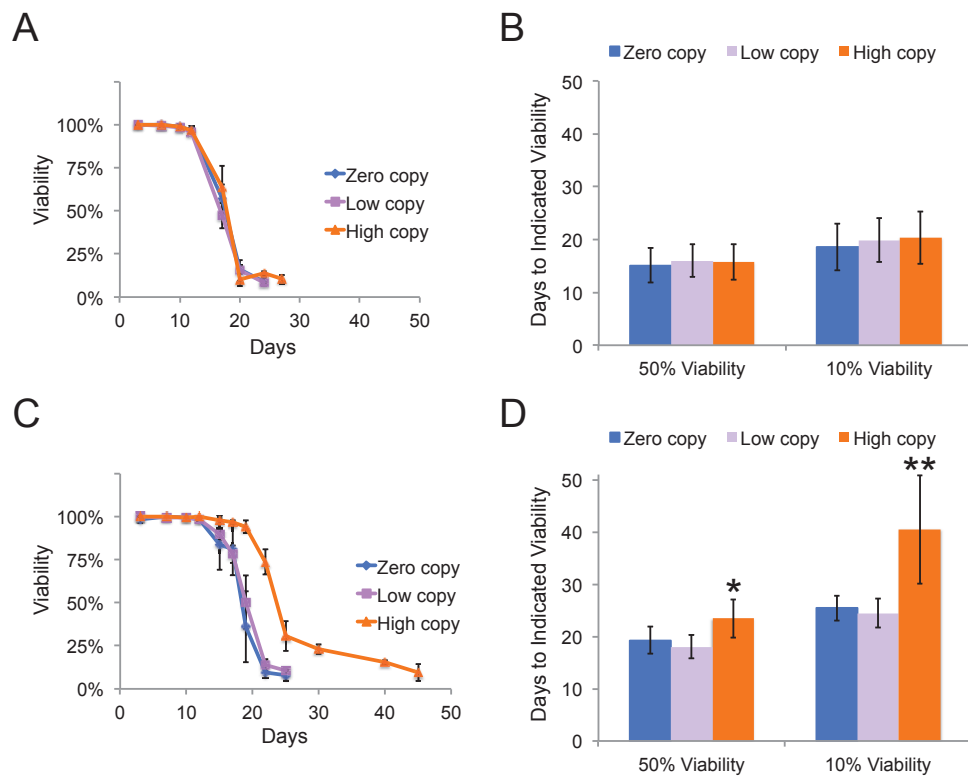 A
100%
75%
50%
25%
0%
Viability
0 10 20 30 40 50
Days
Zero copy
Low copy
High copy
B
Zero copy Low copy High copy
50
40
30
20
10
0
Days to Indicated Viability
50% Viability 10% Viability
C
100%
75%
50%
25%
0%
Viability
0 10 20 30 40 50
Days
Zero copy
Low copy
High copy
D
Zero copy Low copy High copy
50
40
30
20
10
0
Days to Indicated Viability
*
**
50% Viability 10% Viability